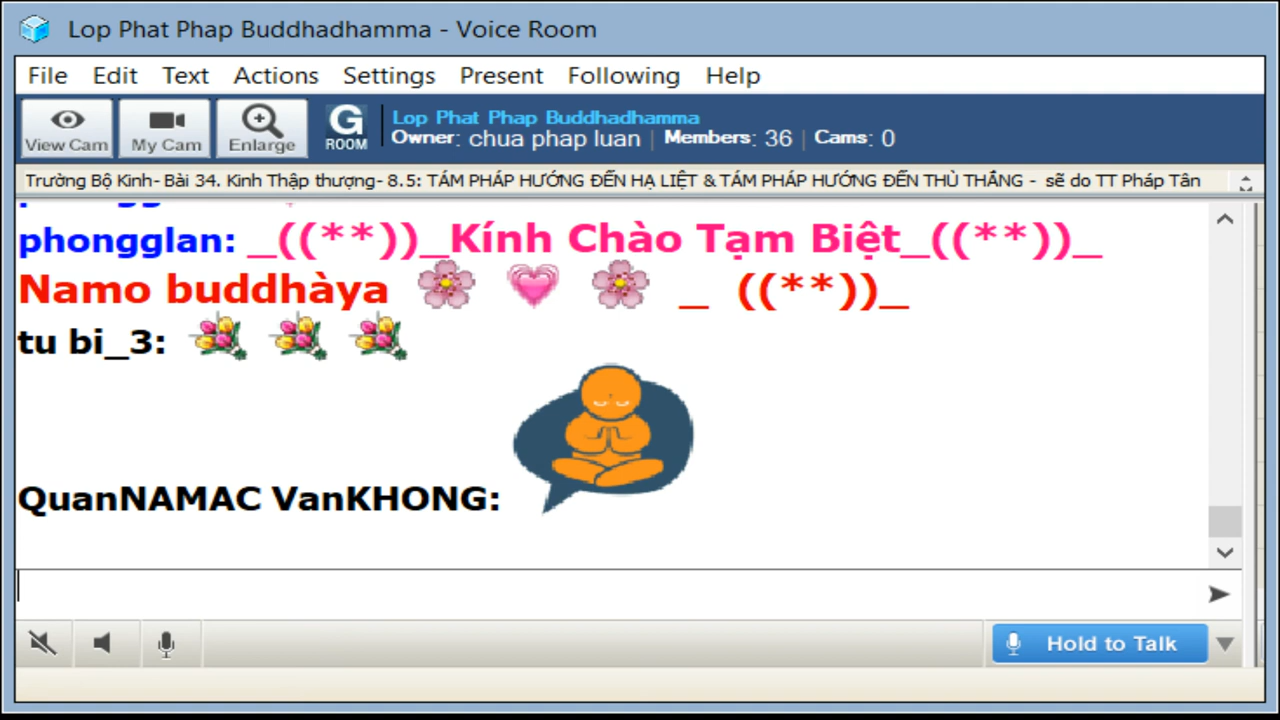 Lop Phat Phap Buddhadhamma - Voice Room
File Edit Text Actions Settings Present Following Help
View Cam My Cam Enlarge G ROOM
Lop Phat Phap Buddhadhamma
Owner: chua phap luan | Members: 36 | Cams: 0
Trường Bộ Kinh- Bài 34. Kinh Thập thượng- 8.5: TÁM PHÁP HƯỚNG ĐẾN HẠ LIỆT & TÁM PHÁP HƯỚNG ĐẾN THÙ THẮNG - sẽ do TT Pháp Tân
phongglan: _((**))_Kính Chào Tạm Biệt_((**))_
Namo buddhàya _ ((**))_
tu bi_3:
QuanNAMAC VanKHONG:
Hold to Talk